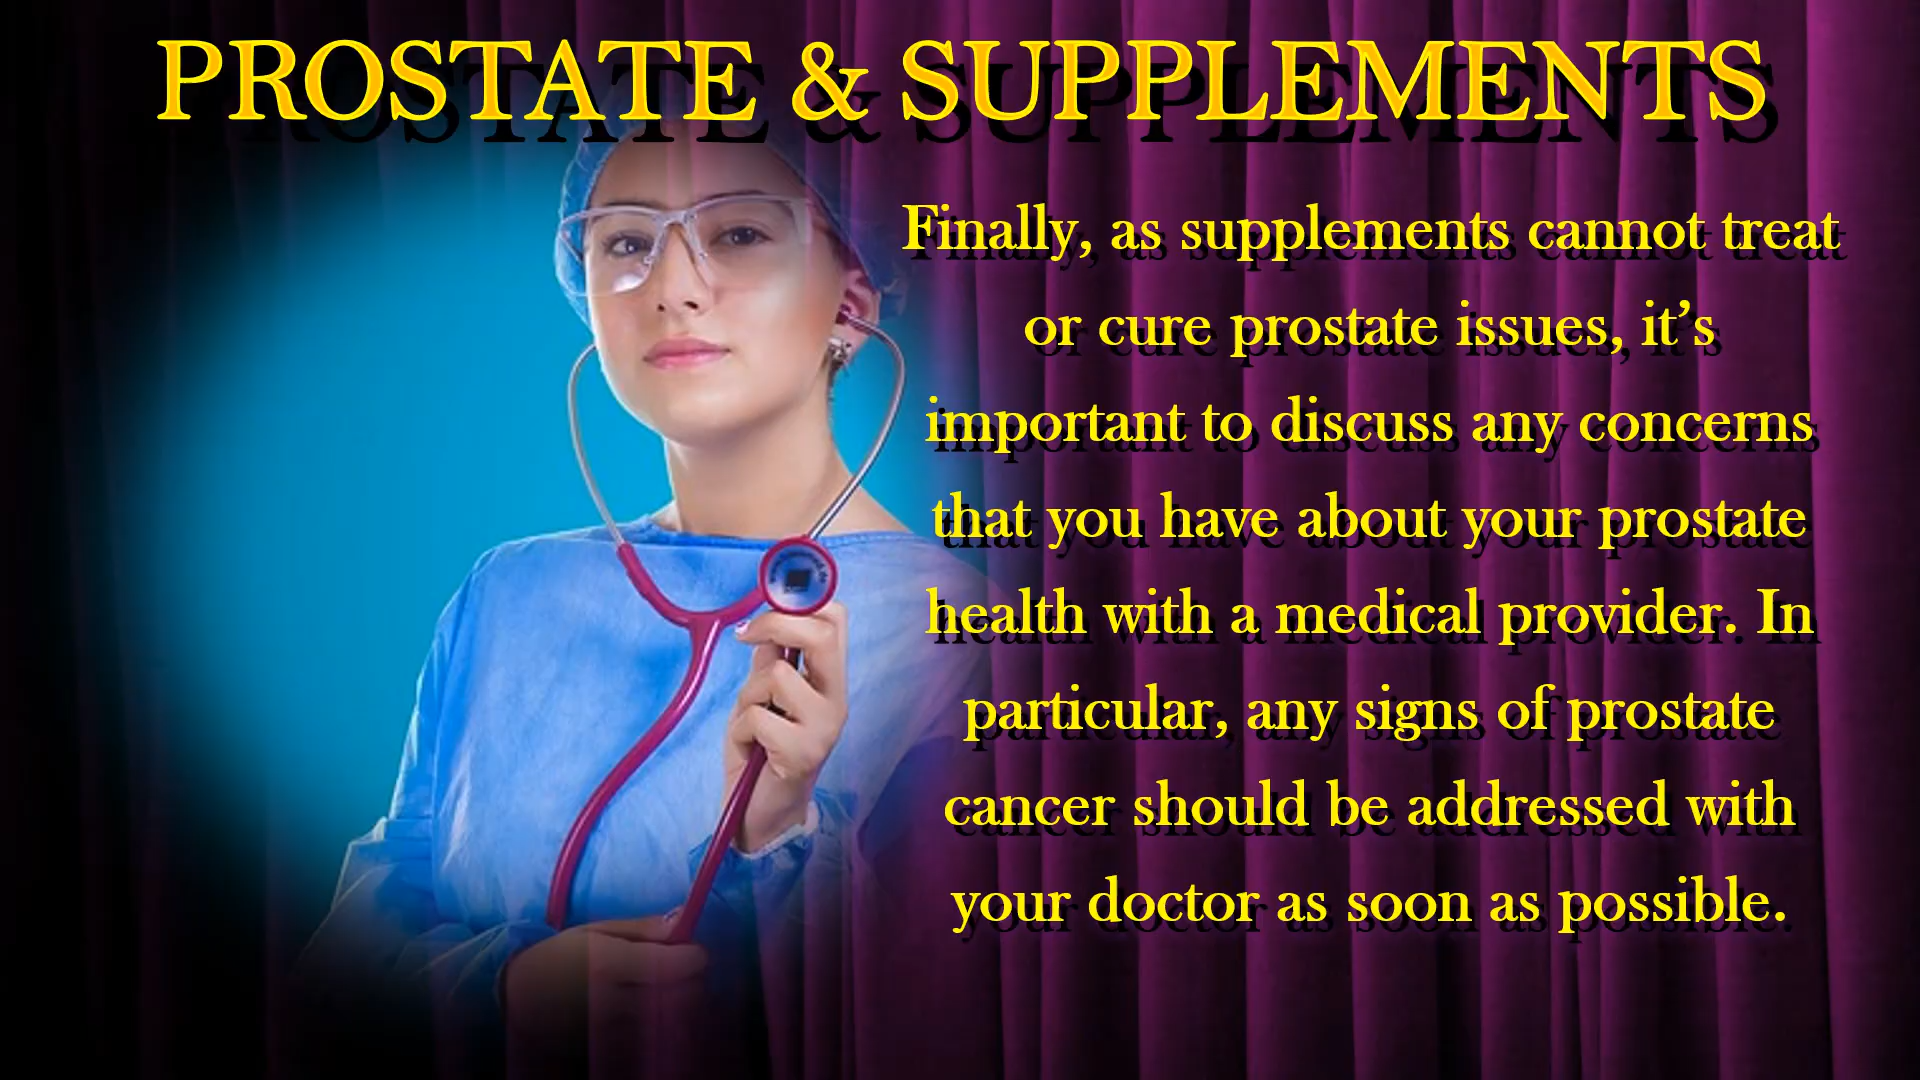 PROSTATE & SUPPLEMENTS
Finally, as supplements cannot treat
or cure prostate issues, it’s
important to discuss any concerns
that you have about your prostate
health with a medical provider. In
particular, any signs of prostate
cancer should be addressed with
your doctor as soon as possible.